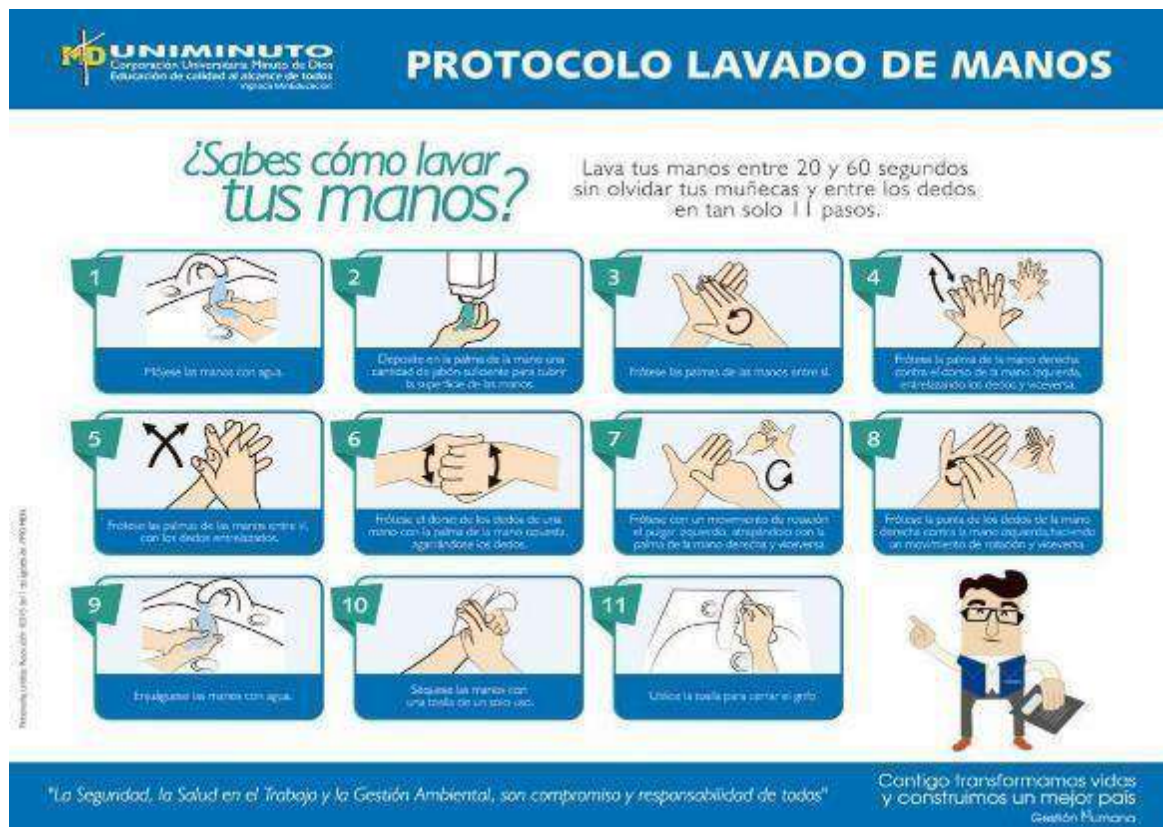 MD UNIMINUTO
Corporación Universitaria Minuto de Dios
Educación de calidad al alcance de todos
Vigilada MinEducación
PROTOCOLO LAVADO DE MANOS
¿Sabes cómo lavar
tus manos?
Lava tus manos entre 20 y 60 segundos
sin olvidar tus muñecas y entre los dedos
en tan solo 11 pasos.
1
Mójese las manos con agua.
2
Deposite en la palma de la mano una
cantidad de jabón suficiente para cubrir
la superficie de las manos.
3
Frótese las palmas de las manos entre sí.
4
Frótese la palma de la mano derecha
contra el dorso de la mano izquierda,
entrelazando los dedos y viceversa.
5
Frótese las palmas de las manos entre sí,
con los dedos entrelazados.
6
Frótese el dorso de los dedos de una
mano con la palma de la mano opuesta,
agarrándose los dedos.
7
Frótese con un movimiento de rotación
el pulgar izquierdo, atrapándolo con la
palma de la mano derecha y viceversa.
8
Frótese la punta de los dedos de la mano
derecha contra la mano izquierda, haciendo
un movimiento de rotación y viceversa.
9
Enjuáguese las manos con agua.
10
Séquese las manos con
una toalla de un solo uso.
11
Utilice la toalla para cerrar el grifo.
"La Seguridad, la Salud en el Trabajo y la Gestión Ambiental, son compromiso y responsabilidad de todos"
Contigo transformamos vidas
y construimos un mejor país
Gestión Humana